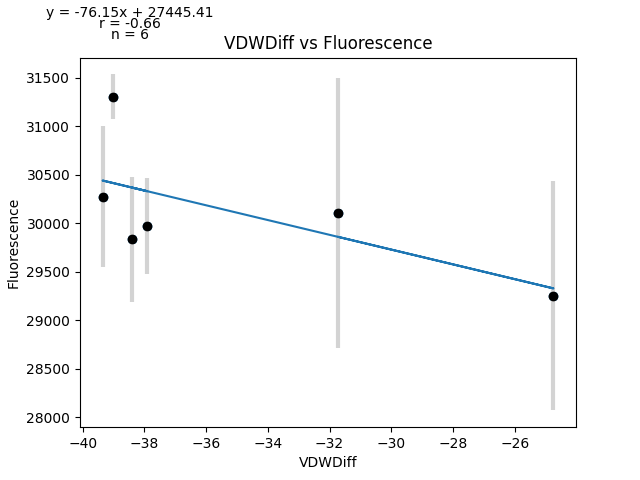 y = -76.15x + 27445.41
r = -0.66
n = 6
VDWDiff vs Fluorescence
Fluorescence
31500
31000
30500
30000
29500
29000
28500
28000
−40 −38 −36 −34 −32 −30 −28 −26
VDWDiff